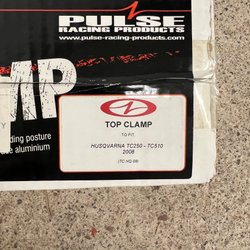 PULSE
RACING PRODUCTS
www.pulse-racing-products.com
MP
ding posture
aluminium
TOP CLAMP
TO FIT
HUSQVARNA TC250 - TC510
2008
(TC HQ 08)